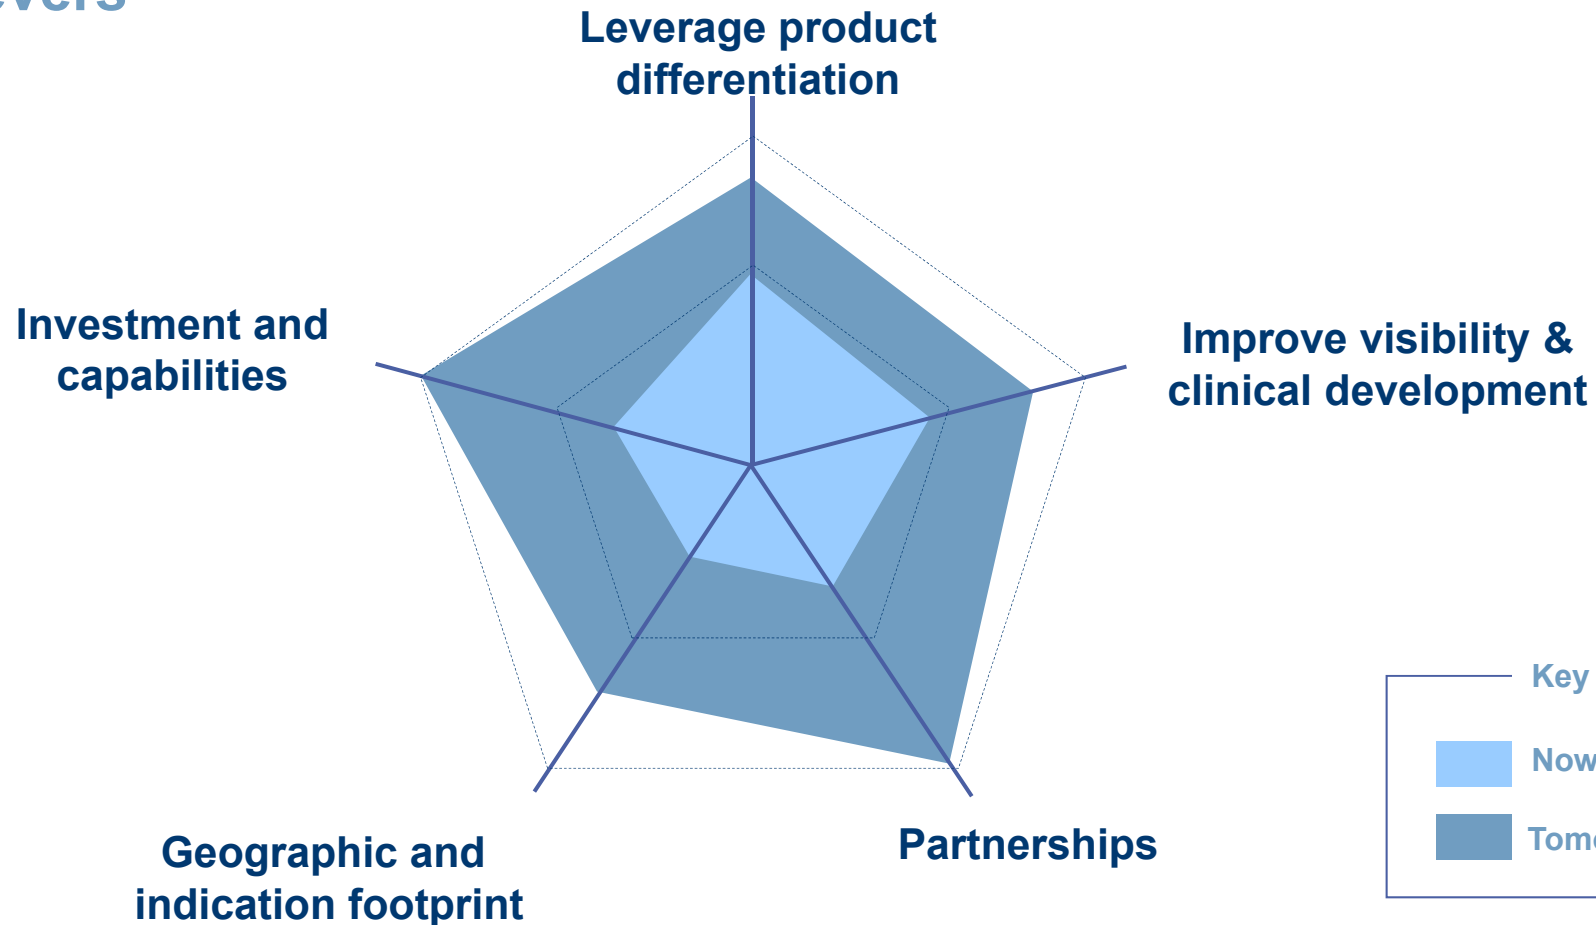 Leverage product
differentiation
Investment and
capabilities
Improve visibility &
clinical development
Geographic and
indication footprint
Partnerships
Key
Now